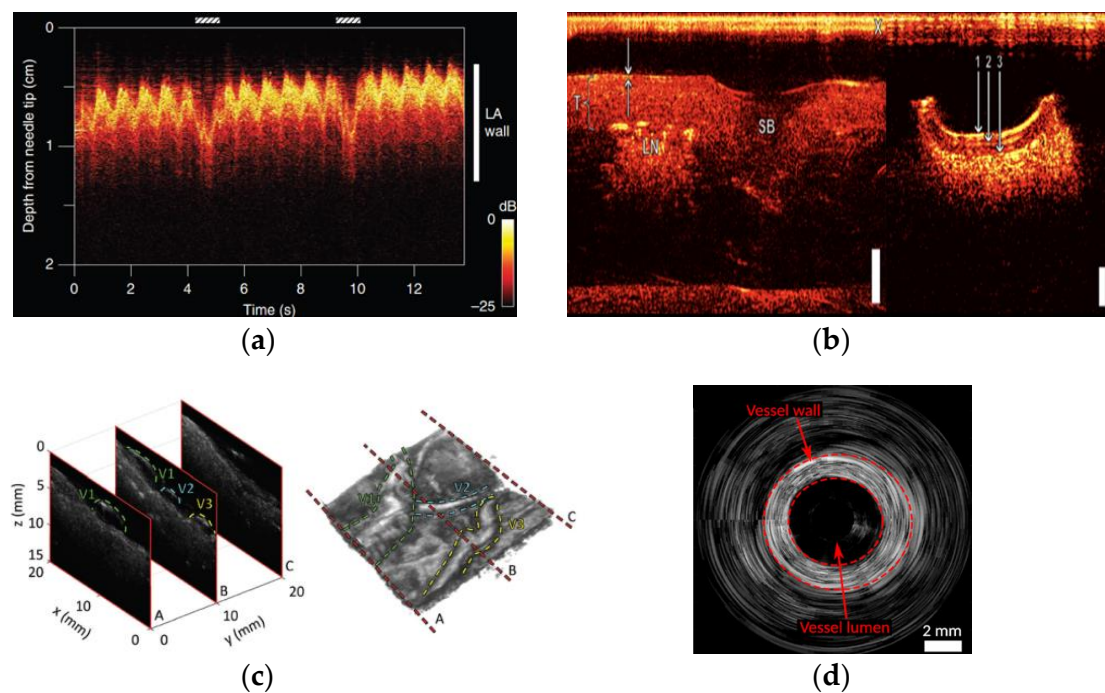 0
1
2
Depth from needle tip (cm)
0 2 4 6 8 10 12
Time (s)
LA
wall
dB
0
–25
(a)
X
1 2 3
T
SB
LN
(b)
0
5
10
15
20
z (mm)
V1
V1
V2
V3
10
0
x (mm)
A
B
C
0
10
20
y (mm)
V1
V2
V3
A
B
C
(c)
Vessel wall
Vessel lumen
2 mm
(d)